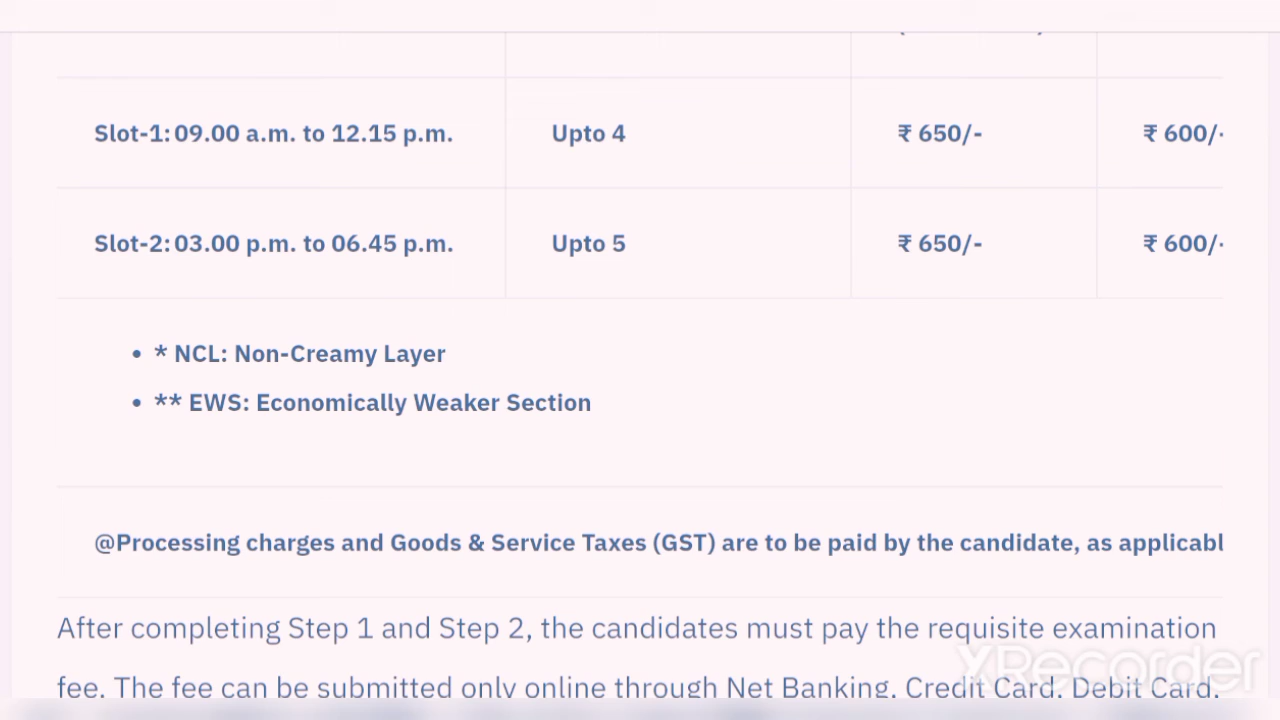 Slot-1: 09.00 a.m. to 12.15 p.m. Upto 4 ₹ 650/- ₹ 600/-
Slot-2: 03.00 p.m. to 06.45 p.m. Upto 5 ₹ 650/- ₹ 600/-
• * NCL: Non-Creamy Layer
• ** EWS: Economically Weaker Section
@Processing charges and Goods & Service Taxes (GST) are to be paid by the candidate, as applicabl
After completing Step 1 and Step 2, the candidates must pay the requisite examination
fee. The fee can be submitted only online through Net Banking, Credit Card, Debit Card,
XRecorder